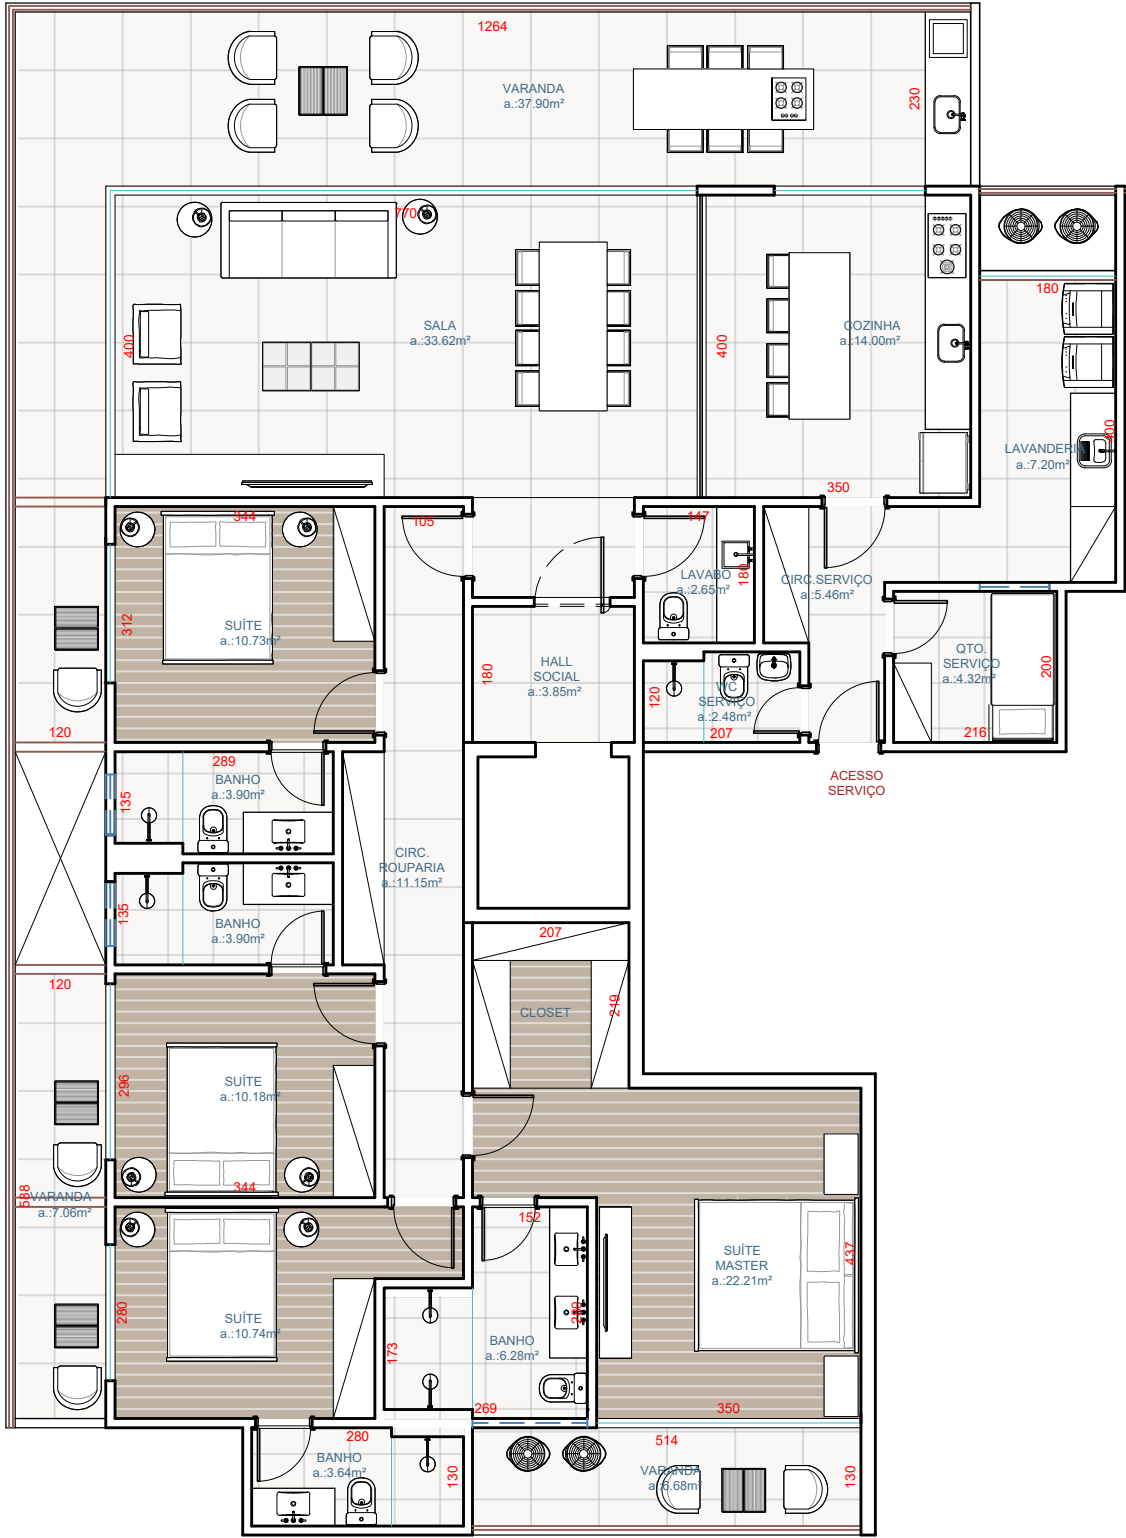 1264
VARANDA
a.:37.90m²
230
770
SALA
a.:33.62m²
400
400
COZINHA
a.:14.00m²
180
LAVANDERIA
a.:7.20m²
400
350
344
105
147
SUÍTE
a.:10.73m²
312
LAVABO
a.:2.65m²
180
CIRC.SERVIÇO
a.:5.46m²
HALL
SOCIAL
a.:3.85m²
180
QTO.
SERVIÇO
a.:4.32m²
200
216
WC
SERVIÇO
a.:2.48m²
120
207
120
ACESSO
SERVIÇO
289
BANHO
a.:3.90m²
135
CIRC.
ROUPARIA
a.:11.15m²
135
BANHO
a.:3.90m²
207
120
CLOSET
219
SUÍTE
a.:10.18m²
296
344
588
VARANDA
a.:7.06m²
152
SUÍTE
MASTER
a.:22.21m²
437
SUÍTE
a.:10.74m²
280
BANHO
a.:6.28m²
173
269
350
280
514
BANHO
a.:3.64m²
130
VARANDA
a.:6.68m²
130